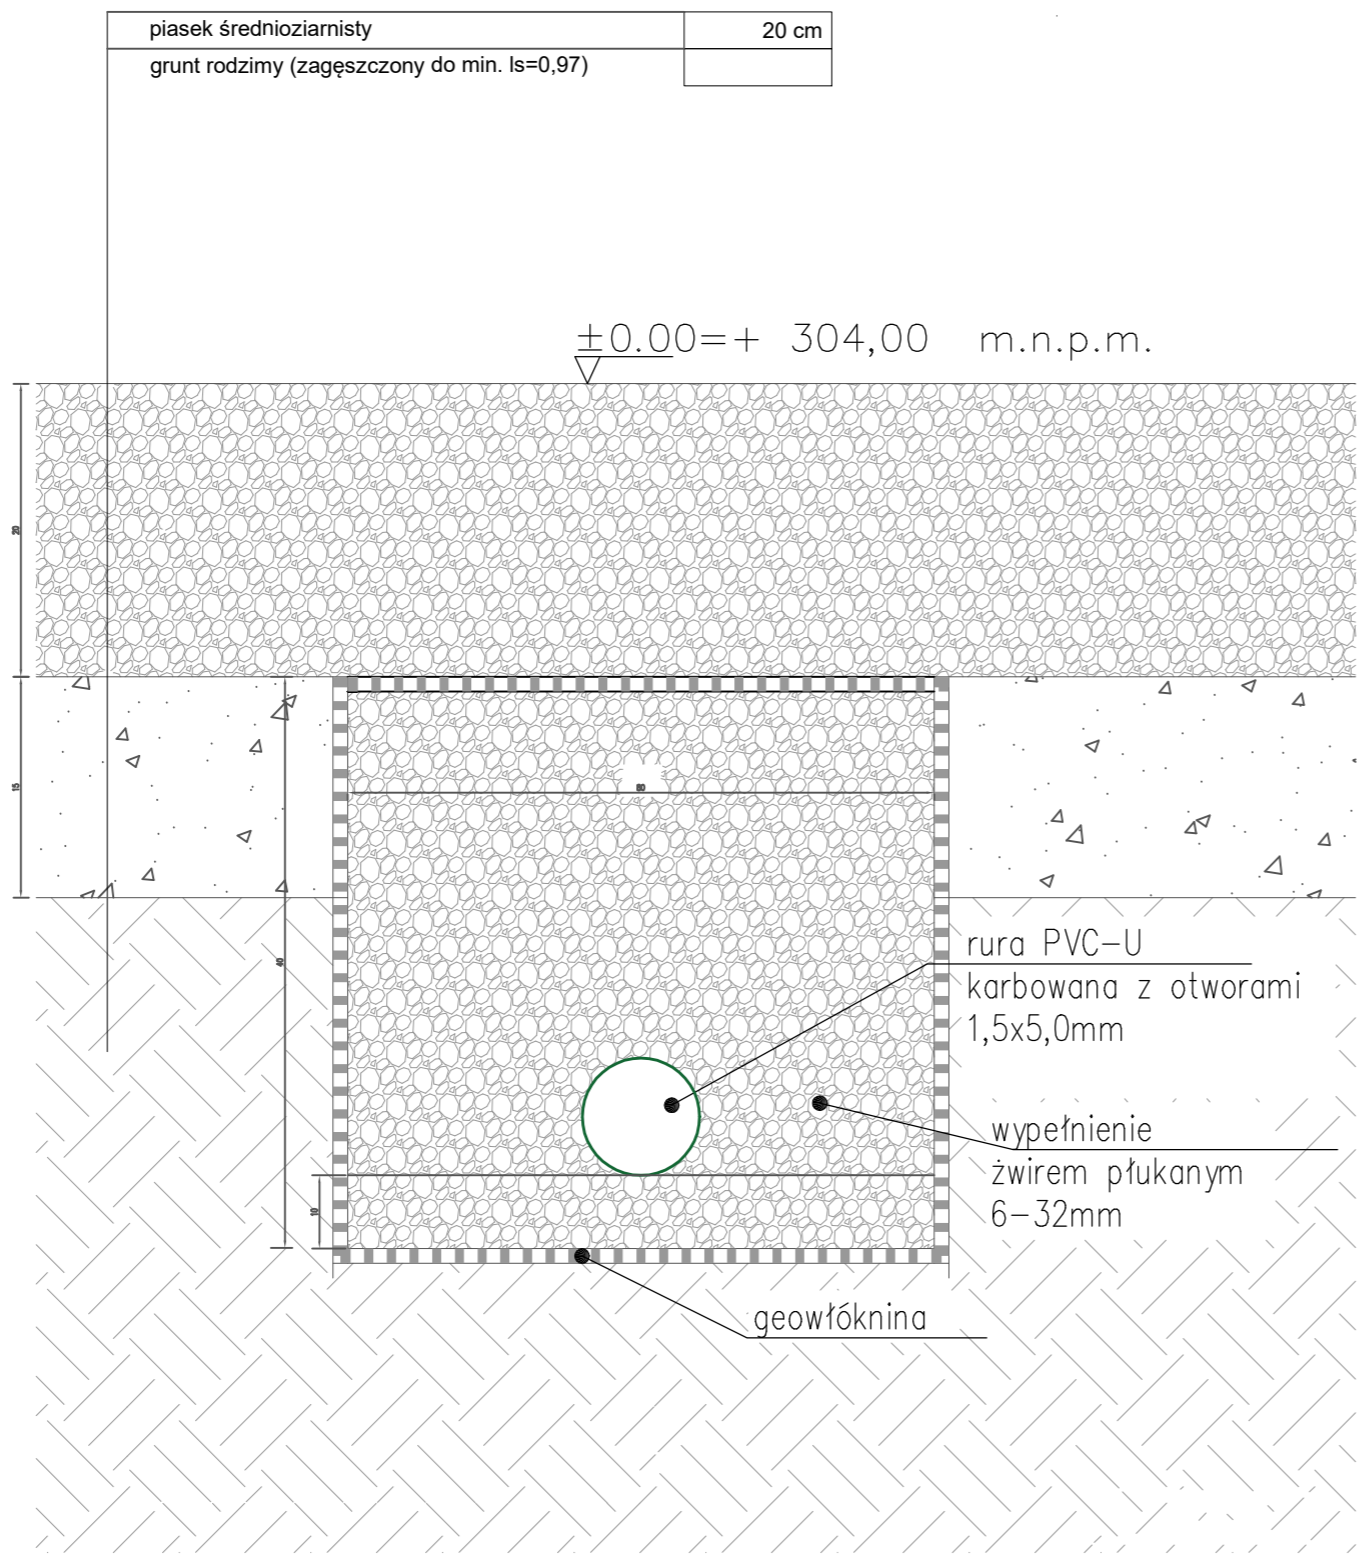 piasek średnioziarnisty 20 cm
grunt rodzimy (zagęszczony do min. Is=0,97)
±0.00=+ 304,00 m.n.p.m.
20
15
40
10
rura PVC-U
karbowana z otworami
1,5x5,0mm
wypełnienie
żwirem płukanym
6-32mm
geowłóknina